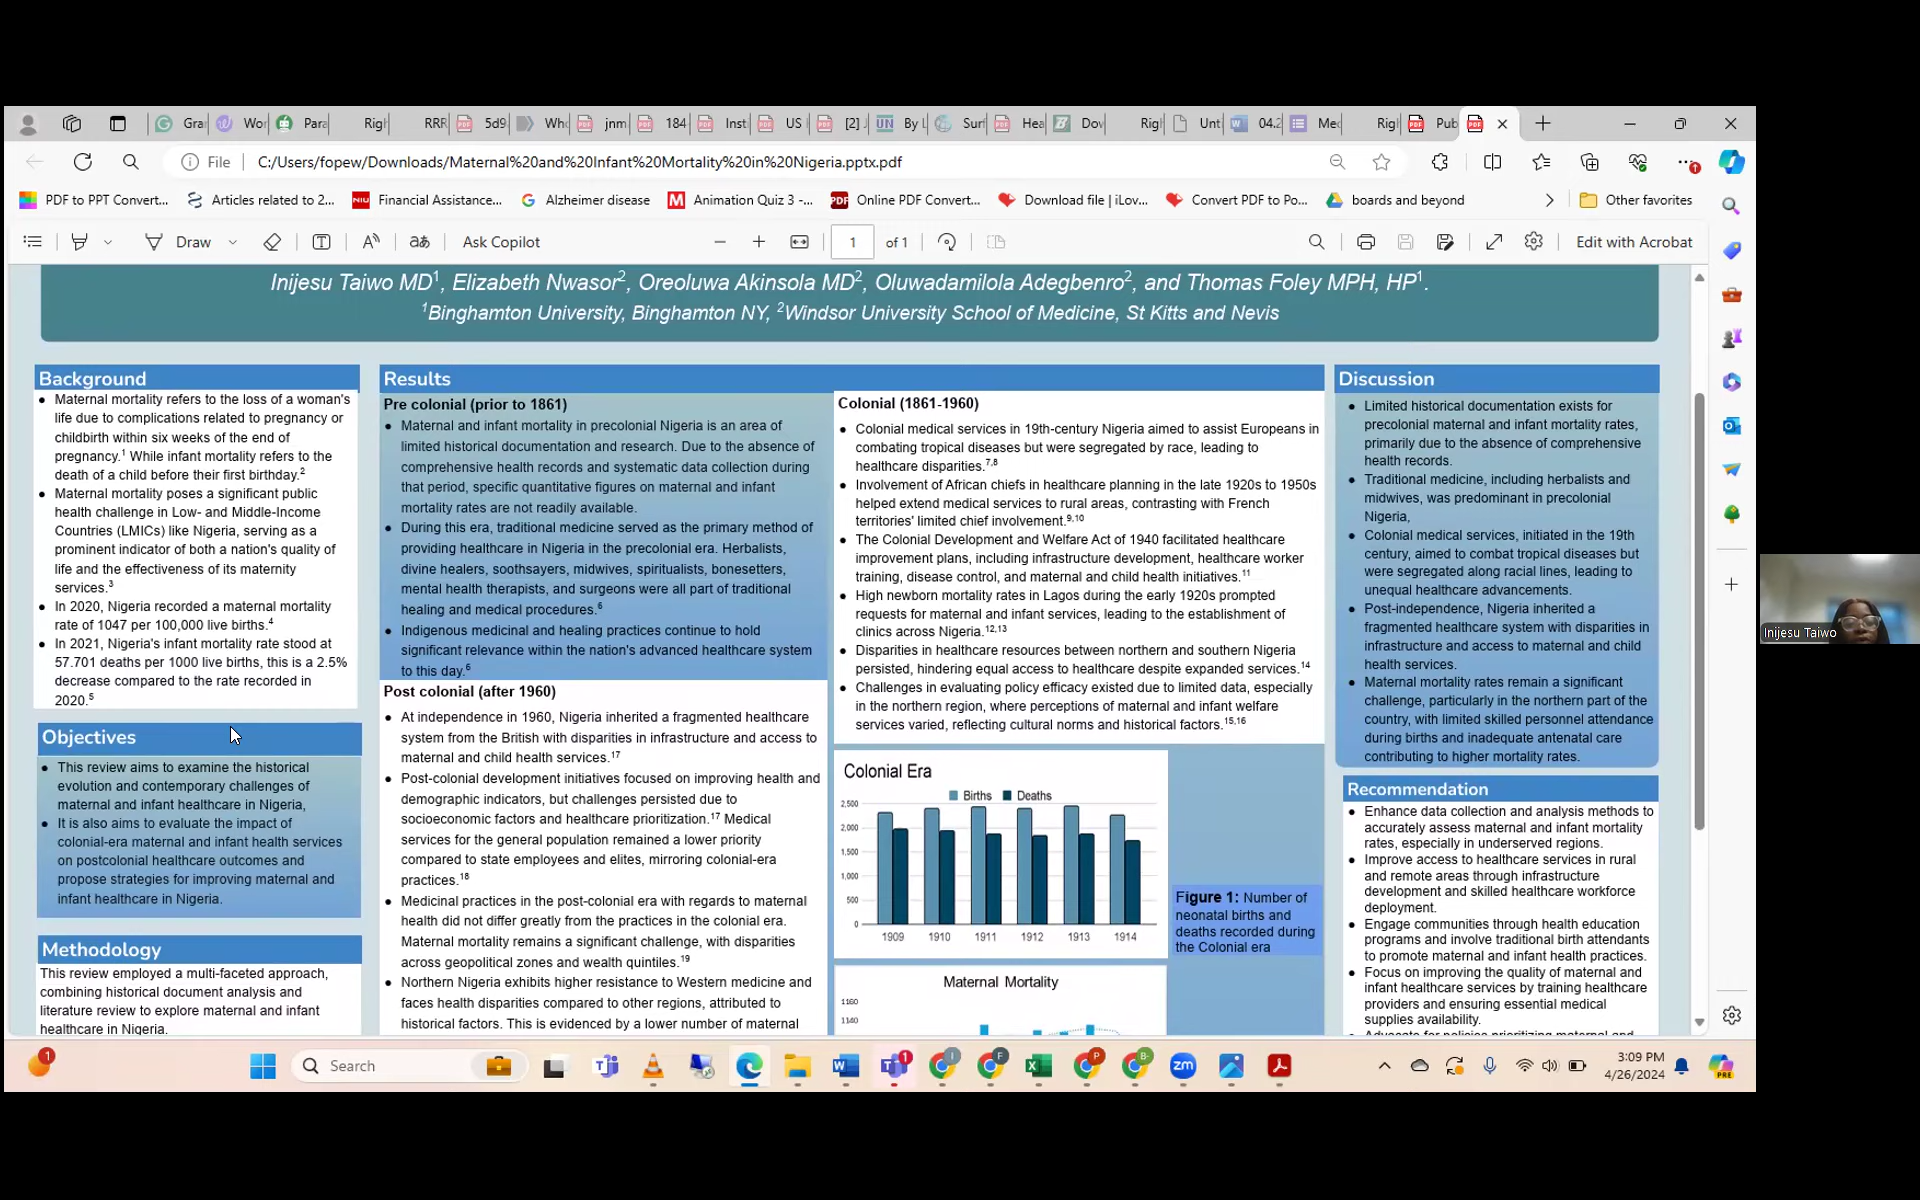 Gra
Wor
Para
Righ
RRR
5d9
Who
jnm
184
Inst
US
[2]
By
Surf
Hea
Dov
Righ
Unt
04.2
Mec
Righ
Pub
File
C:/Users/fopew/Downloads/Maternal%20and%20Infant%20Mortality%20in%20Nigeria.pptx.pdf
PDF to PPT Convert...
Articles related to 2...
NIU
Financial Assistance...
Alzheimer disease
Animation Quiz 3 -...
Online PDF Convert...
Download file | iLov...
Convert PDF to Po...
boards and beyond
Other favorites
Draw
Ask Copilot
1
of 1
Edit with Acrobat
Inijesu Taiwo MD1, Elizabeth Nwasor2, Oreoluwa Akinsola MD2, Oluwadamilola Adegbenro2, and Thomas Foley MPH, HP1.
1Binghamton University, Binghamton NY, 2Windsor University School of Medicine, St Kitts and Nevis
Background
● Maternal mortality refers to the loss of a woman's
life due to complications related to pregnancy or
childbirth within six weeks of the end of
pregnancy.1 While infant mortality refers to the
death of a child before their first birthday.2
● Maternal mortality poses a significant public
health challenge in Low- and Middle-Income
Countries (LMICs) like Nigeria, serving as a
prominent indicator of both a nation's quality of
life and the effectiveness of its maternity
services.3
● In 2020, Nigeria recorded a maternal mortality
rate of 1047 per 100,000 live births.4
● In 2021, Nigeria's infant mortality rate stood at
57.701 deaths per 1000 live births, this is a 2.5%
decrease compared to the rate recorded in
2020.5
Objectives
● This review aims to examine the historical
evolution and contemporary challenges of
maternal and infant healthcare in Nigeria,
● It is also aims to evaluate the impact of
colonial-era maternal and infant health services
on postcolonial healthcare outcomes and
propose strategies for improving maternal and
infant healthcare in Nigeria.
Methodology
This review employed a multi-faceted approach,
combining historical document analysis and
literature review to explore maternal and infant
healthcare in Nigeria.
Results
Pre colonial (prior to 1861)
● Maternal and infant mortality in precolonial Nigeria is an area of
limited historical documentation and research. Due to the absence of
comprehensive health records and systematic data collection during
that period, specific quantitative figures on maternal and infant
mortality rates are not readily available.
● During this era, traditional medicine served as the primary method of
providing healthcare in Nigeria in the precolonial era. Herbalists,
divine healers, soothsayers, midwives, spiritualists, bonesetters,
mental health therapists, and surgeons were all part of traditional
healing and medical procedures.6
● Indigenous medicinal and healing practices continue to hold
significant relevance within the nation's advanced healthcare system
to this day.6
Post colonial (after 1960)
● At independence in 1960, Nigeria inherited a fragmented healthcare
system from the British with disparities in infrastructure and access to
maternal and child health services.17
● Post-colonial development initiatives focused on improving health and
demographic indicators, but challenges persisted due to
socioeconomic factors and healthcare prioritization.17 Medical
services for the general population remained a lower priority
compared to state employees and elites, mirroring colonial-era
practices.18
● Medicinal practices in the post-colonial era with regards to maternal
health did not differ greatly from the practices in the colonial era.
Maternal mortality remains a significant challenge, with disparities
across geopolitical zones and wealth quintiles.19
● Northern Nigeria exhibits higher resistance to Western medicine and
faces health disparities compared to other regions, attributed to
historical factors. This is evidenced by a lower number of maternal
Colonial (1861-1960)
● Colonial medical services in 19th-century Nigeria aimed to assist Europeans in
combating tropical diseases but were segregated by race, leading to
healthcare disparities.7,8
● Involvement of African chiefs in healthcare planning in the late 1920s to 1950s
helped extend medical services to rural areas, contrasting with French
territories' limited chief involvement.9,10
● The Colonial Development and Welfare Act of 1940 facilitated healthcare
improvement plans, including infrastructure development, healthcare worker
training, disease control, and maternal and child health initiatives.11
● High newborn mortality rates in Lagos during the early 1920s prompted
requests for maternal and infant services, leading to the establishment of
clinics across Nigeria.12,13
● Disparities in healthcare resources between northern and southern Nigeria
persisted, hindering equal access to healthcare despite expanded services.14
● Challenges in evaluating policy efficacy existed due to limited data, especially
in the northern region, where perceptions of maternal and infant welfare
services varied, reflecting cultural norms and historical factors.15,16
Colonial Era
Births Deaths
2,500
2,000
1,500
1,000
500
0
1909 1910 1911 1912 1913 1914
Figure 1: Number of
neonatal births and
deaths recorded during
the Colonial era
Maternal Mortality
1160
1140
Discussion
● Limited historical documentation exists for
precolonial maternal and infant mortality rates,
primarily due to the absence of comprehensive
health records.
● Traditional medicine, including herbalists and
midwives, was predominant in precolonial
Nigeria,
● Colonial medical services, initiated in the 19th
century, aimed to combat tropical diseases but
were segregated along racial lines, leading to
unequal healthcare advancements.
● Post-independence, Nigeria inherited a
fragmented healthcare system with disparities in
infrastructure and access to maternal and child
health services.
● Maternal mortality rates remain a significant
challenge, particularly in the northern part of the
country, with limited skilled personnel attendance
during births and inadequate antenatal care
contributing to higher mortality rates.
Recommendation
● Enhance data collection and analysis methods to
accurately assess maternal and infant mortality
rates, especially in underserved regions.
● Improve access to healthcare services in rural
and remote areas through infrastructure
development and skilled healthcare workforce
deployment.
● Engage communities through health education
programs and involve traditional birth attendants
to promote maternal and infant health practices.
● Focus on improving the quality of maternal and
infant healthcare services by training healthcare
providers and ensuring essential medical
supplies availability.
Inijesu Taiwo
Search
3:09 PM
4/26/2024